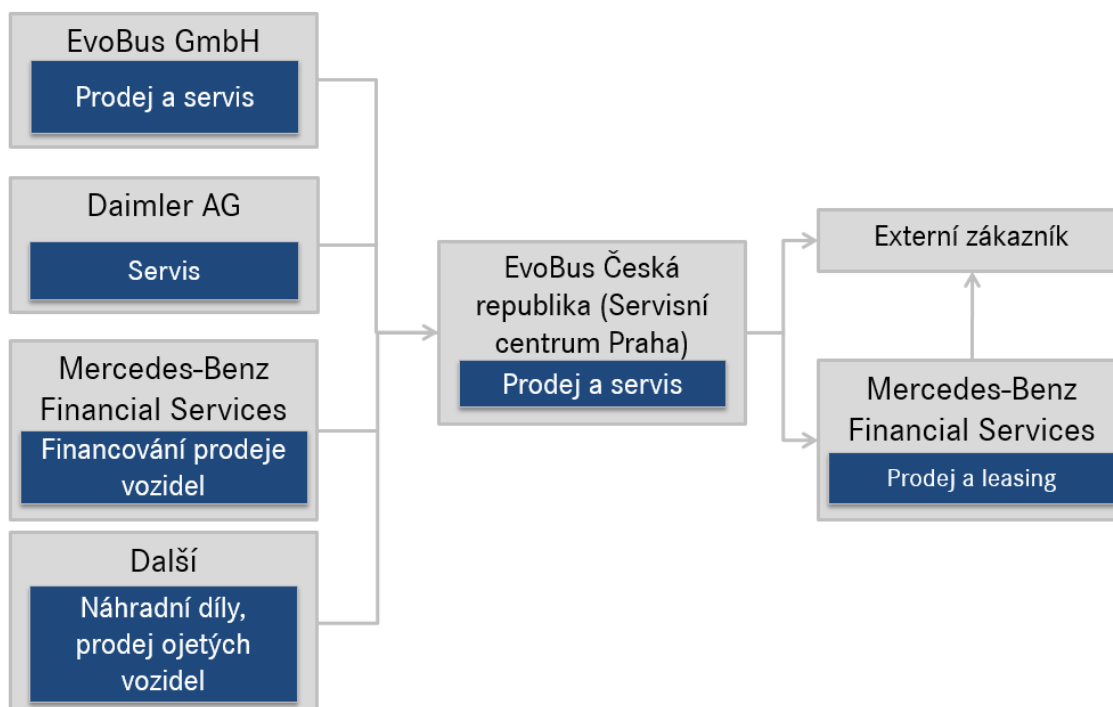 EvoBus GmbH
Prodej a servis
Daimler AG
Servis
Mercedes-Benz
Financial Services
Financování prodeje
vozidel
Další
Náhradní díly,
prodej ojetých
vozidel
EvoBus Česká
republika (Servisní
centrum Praha)
Prodej a servis
Externí zákazník
Mercedes-Benz
Financial Services
Prodej a leasing